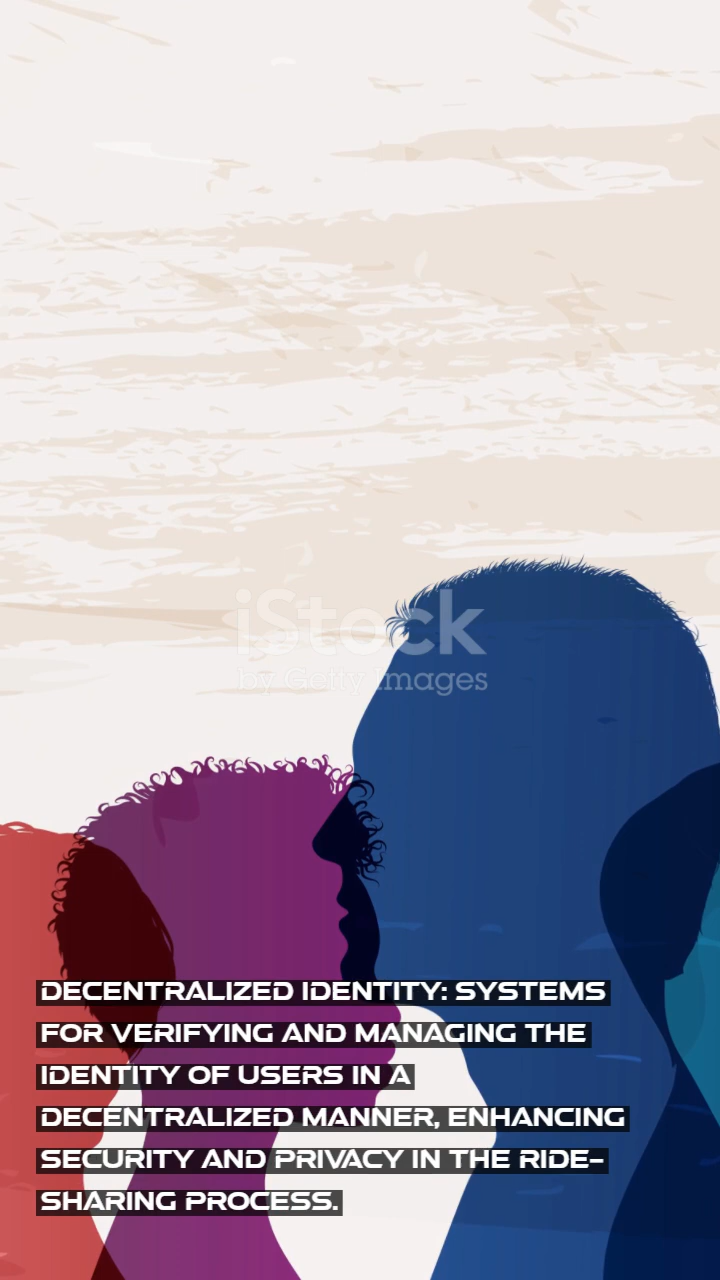 iStock
by Getty Images
DECENTRALIZED IDENTITY: SYSTEMS
FOR VERIFYING AND MANAGING THE
IDENTITY OF USERS IN A
DECENTRALIZED MANNER, ENHANCING
SECURITY AND PRIVACY IN THE RIDE-
SHARING PROCESS.